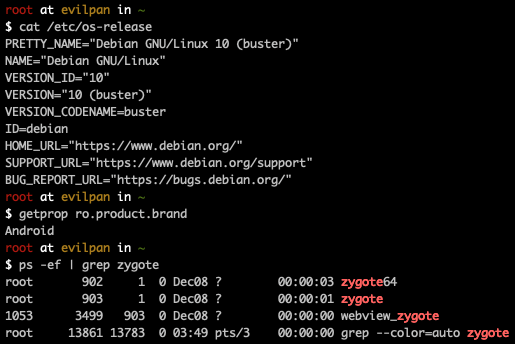 root at evilpan in ~
$ cat /etc/os-release
PRETTY_NAME="Debian GNU/Linux 10 (buster)"
NAME="Debian GNU/Linux"
VERSION_ID="10"
VERSION="10 (buster)"
VERSION_CODENAME=buster
ID=debian
HOME_URL="https://www.debian.org/"
SUPPORT_URL="https://www.debian.org/support"
BUG_REPORT_URL="https://bugs.debian.org/"
root at evilpan in ~
$ getprop ro.product.brand
Android
root at evilpan in ~
$ ps -ef | grep zygote
root 902 1 0 Dec08 ? 00:00:03 zygote64
root 903 1 0 Dec08 ? 00:00:01 zygote
1053 3499 903 0 Dec08 ? 00:00:00 webview_zygote
root 13861 13783 0 03:49 pts/3 00:00:00 grep --color=auto zygote